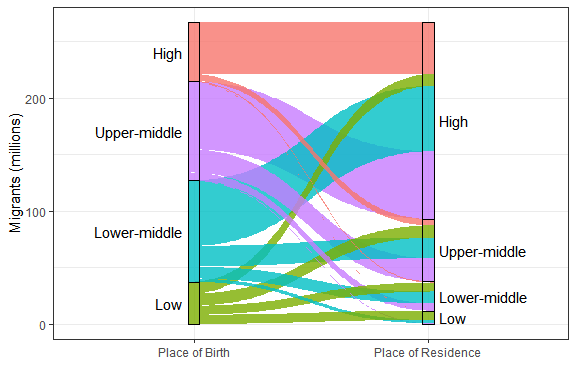 Migrants (millions)
200
100
0
High
Upper-middle
Lower-middle
Low
High
Upper-middle
Lower-middle
Low
Place of Birth
Place of Residence